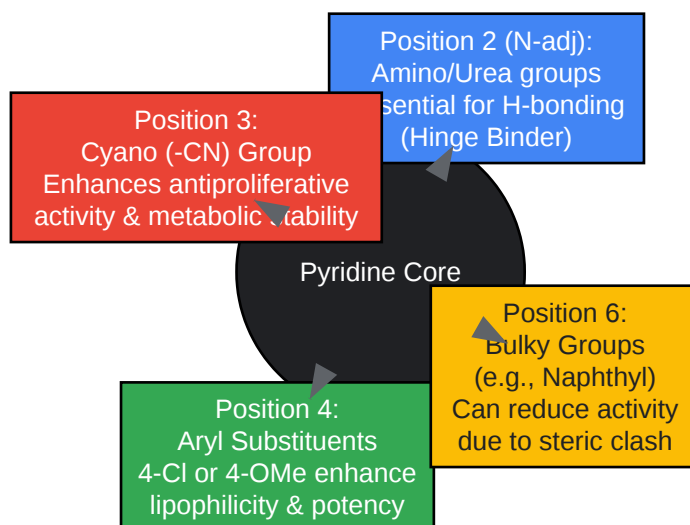 Position 2 (N-adj):
Amino/Urea groups
sential for H-bonding
(Hinge Binder)
Position 3:
Cyano (-CN) Group
Enhances antiproliferative
activity & metabolic stability
Pyridine Core
Position 6:
Bulky Groups
(e.g., Naphthyl)
Can reduce activity
due to steric clash
Position 4:
Aryl Substituents
4-Cl or 4-OMe enhance
lipophilicity & potency